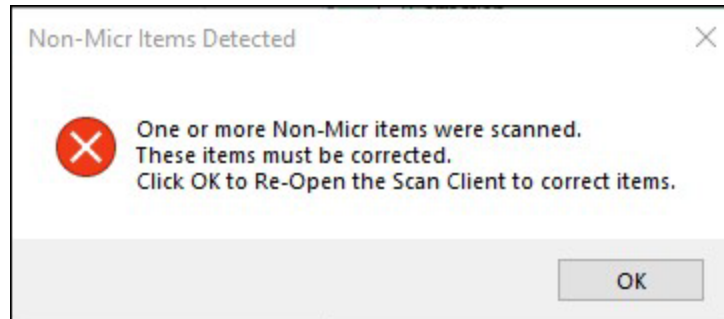 Non-Micr Items Detected
One or more Non-Micr items were scanned.
These items must be corrected.
Click OK to Re-Open the Scan Client to correct items.
OK